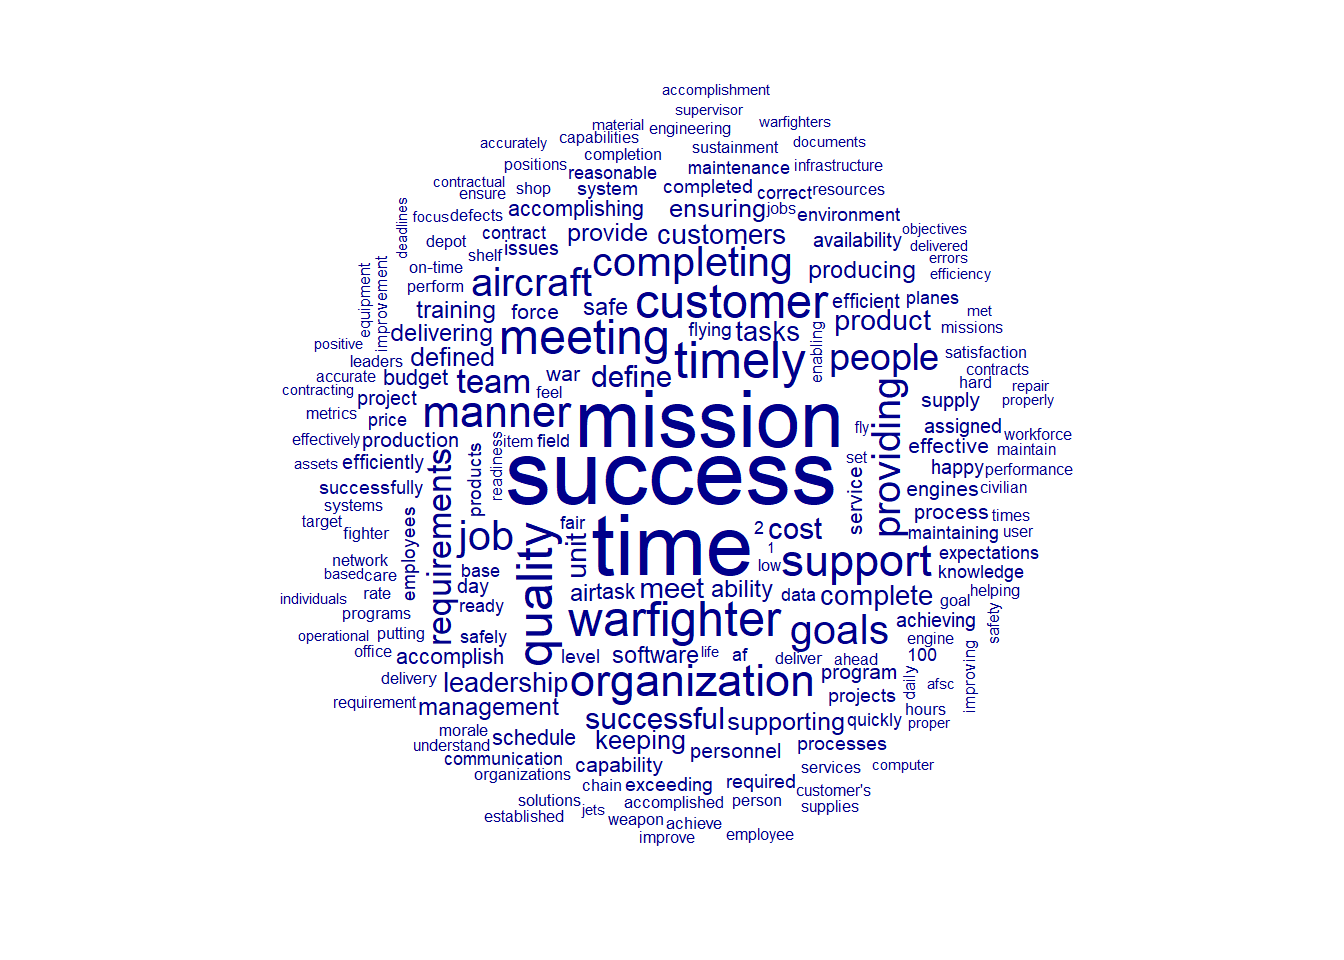 accomplishment
supervisor
material engineering warfighters
accurately capabilities sustainment documents
positions completion maintenance infrastructure
reasonable
contractual ensure shop system completed correct resources
deadlines focus defects accomplishing ensuring jobs environment
depot contract provide customers availability objectives
shelf issues delivered
on-time aircraft completing producing errors
equipment improvement perform efficiency
training force safe customer efficient planes
met
positive delivering meeting flying tasks enabling product missions
leaders defined timely people satisfaction
accurate budget team war define contracts
contracting feel hard repair
project manner mission providing supply properly
metrics price fly assigned workforce
effectively production item field effective maintain
assets efficiently requirements products readiness success set happy performance
successfully service engines civilian
systems
target employees job quality fair unit time 2 cost process times
fighter maintaining user
network 1 support expectations
based care base low knowledge
individuals rate day air task meet ability data complete goal helping
programs ready warfighter achieving safety
operational putting safely goals engine
office accomplish level software life af deliver ahead 100
delivery leadership organization program daily afsc improving
requirement management projects hours
successful supporting quickly proper
morale schedule keeping personnel processes
understand
communication capability services computer
organizations chain exceeding required customer's
solutions jets accomplished person supplies
established weapon achieve
improve employee